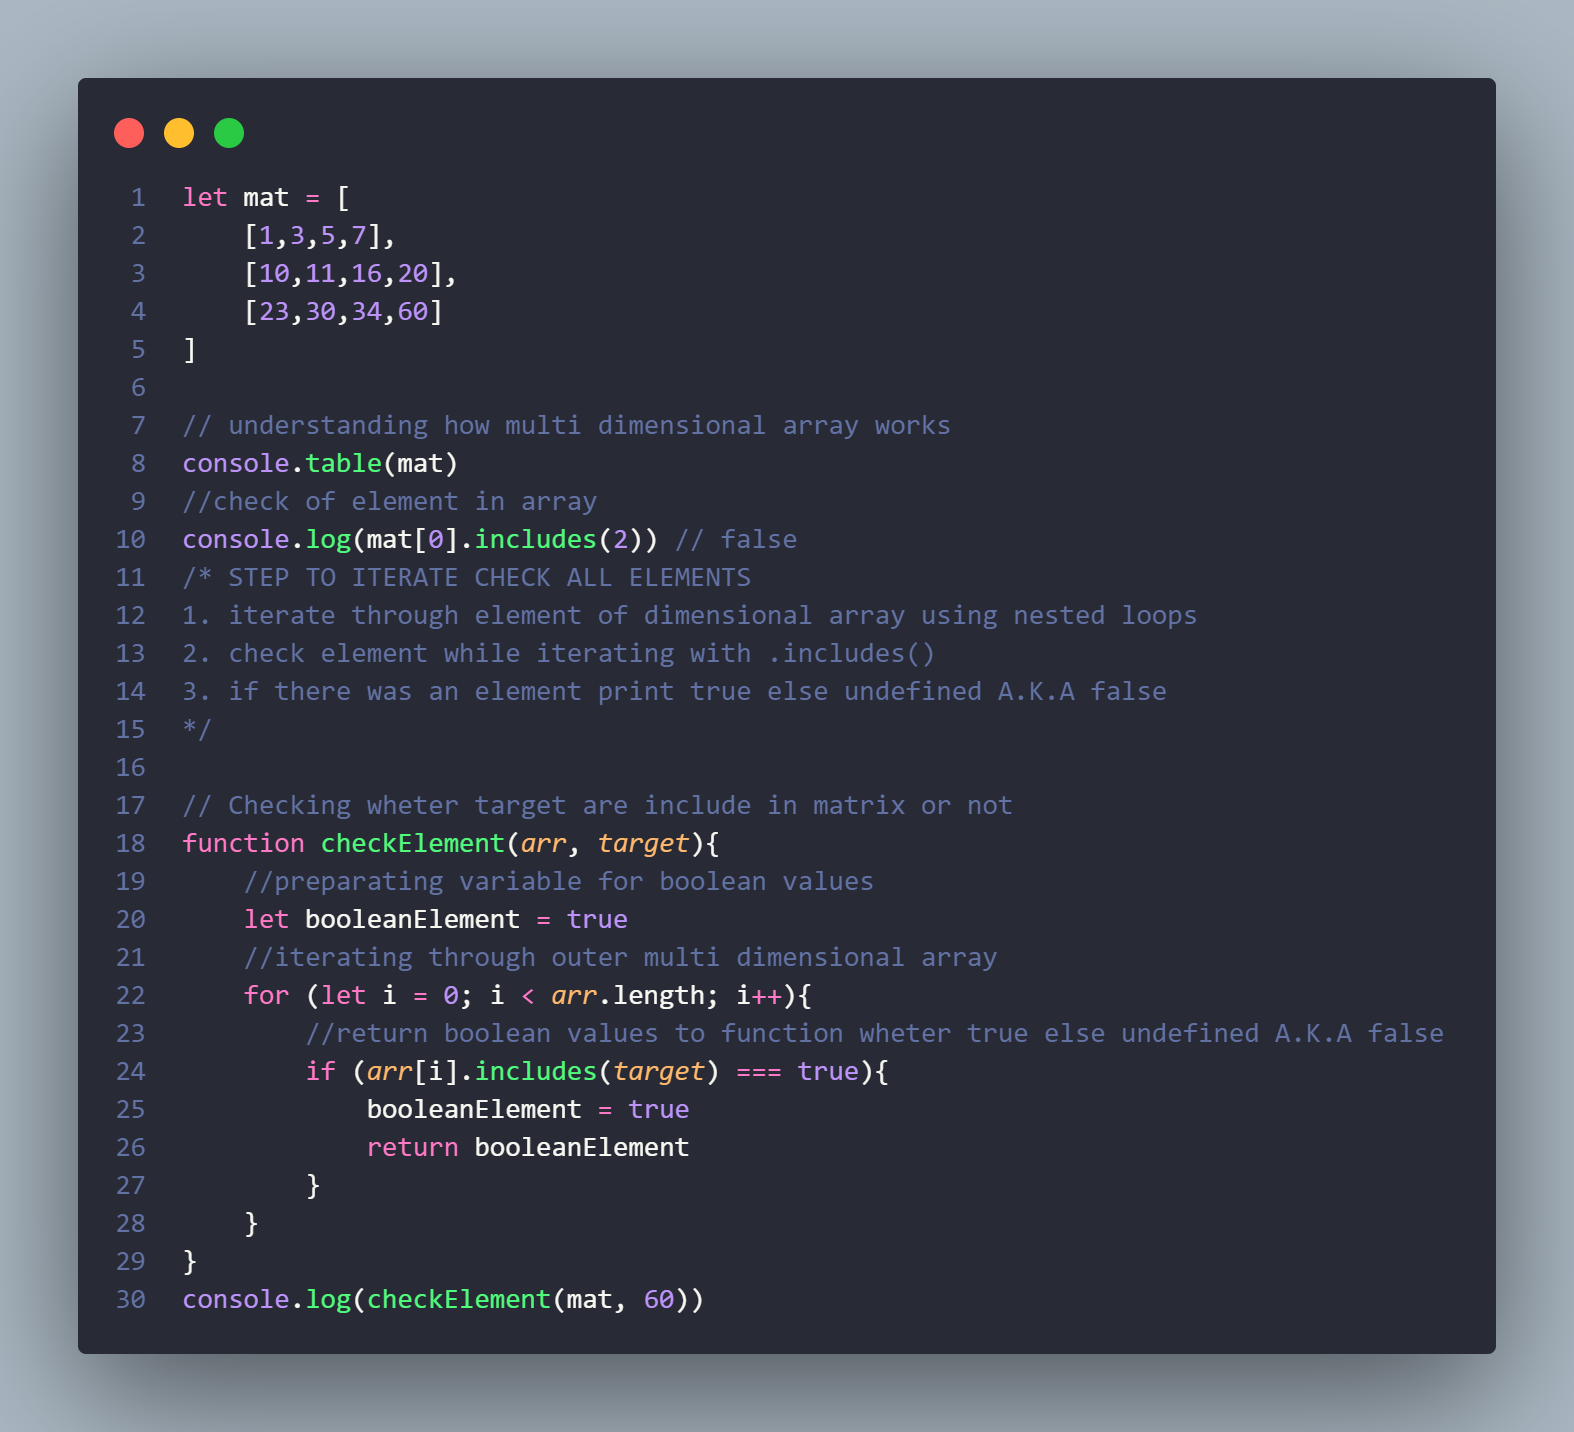 1 let mat = [
2     [1,3,5,7],
3     [10,11,16,20],
4     [23,30,34,60]
5 ]
6
7 // understanding how multi dimensional array works
8 console.table(mat)
9 //check of element in array
10 console.log(mat[0].includes(2)) // false
11 /* STEP TO ITERATE CHECK ALL ELEMENTS
12 1. iterate through element of dimensional array using nested loops
13 2. check element while iterating with .includes()
14 3. if there was an element print true else undefined A.K.A false
15 */
16
17 // Checking wheter target are include in matrix or not
18 function checkElement(arr, target){
19     //preparating variable for boolean values
20     let booleanElement = true
21     //iterating through outer multi dimensional array
22     for (let i = 0; i < arr.length; i++){
23         //return boolean values to function wheter true else undefined A.K.A false
24         if (arr[i].includes(target) === true){
25             booleanElement = true
26             return booleanElement
27         }
28     }
29 }
30 console.log(checkElement(mat, 60))